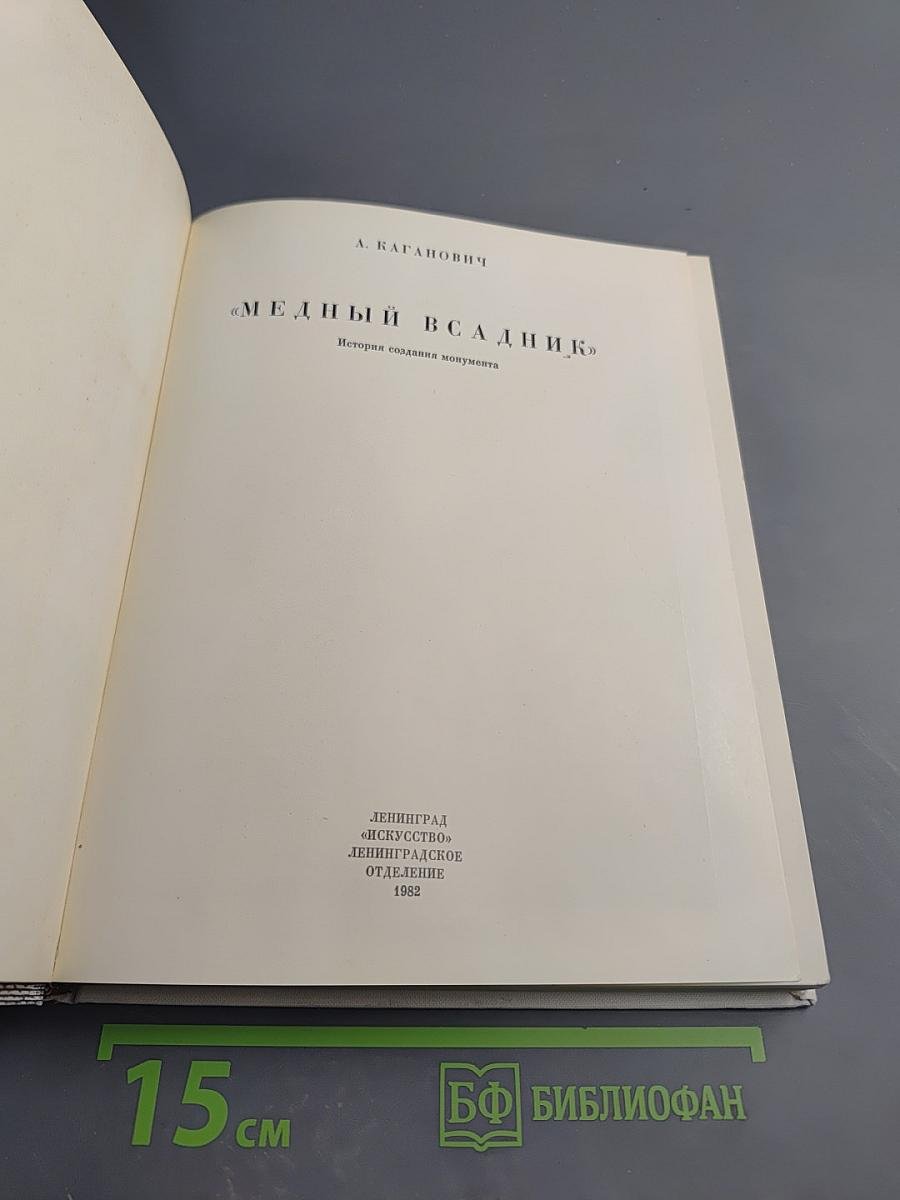 А. КАГАНОВИЧ
«МЕДНЫЙ ВСАДНИК»
История создания монумента
ЛЕНИНГРАД
«ИСКУССТВО»
ЛЕНИНГРАДСКОЕ
ОТДЕЛЕНИЕ
1982
15 см
БФ БИБЛИОФАН